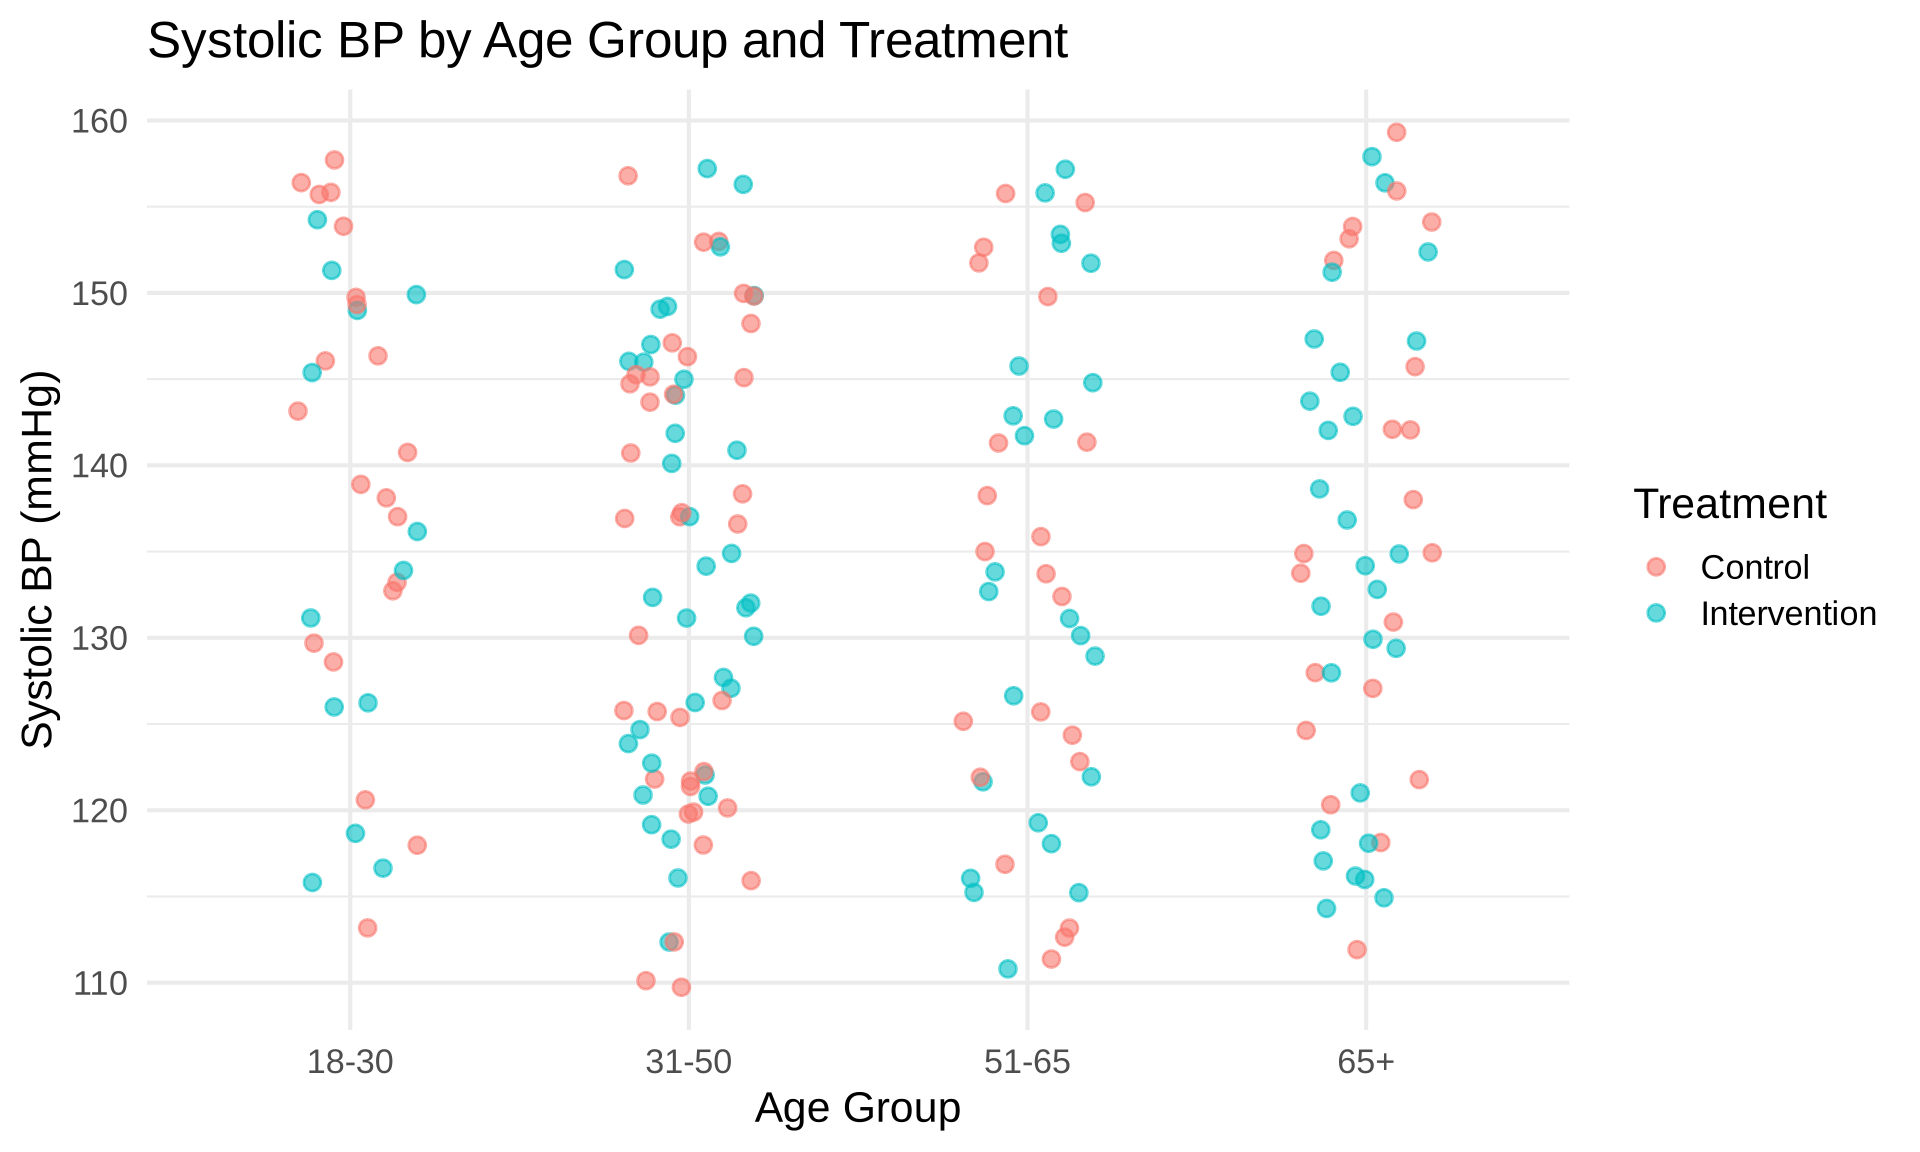 Systolic BP by Age Group and Treatment
160
150
140
130
120
110
Systolic BP (mmHg)
18-30
31-50
51-65
65+
Age Group
Treatment
Control
Intervention